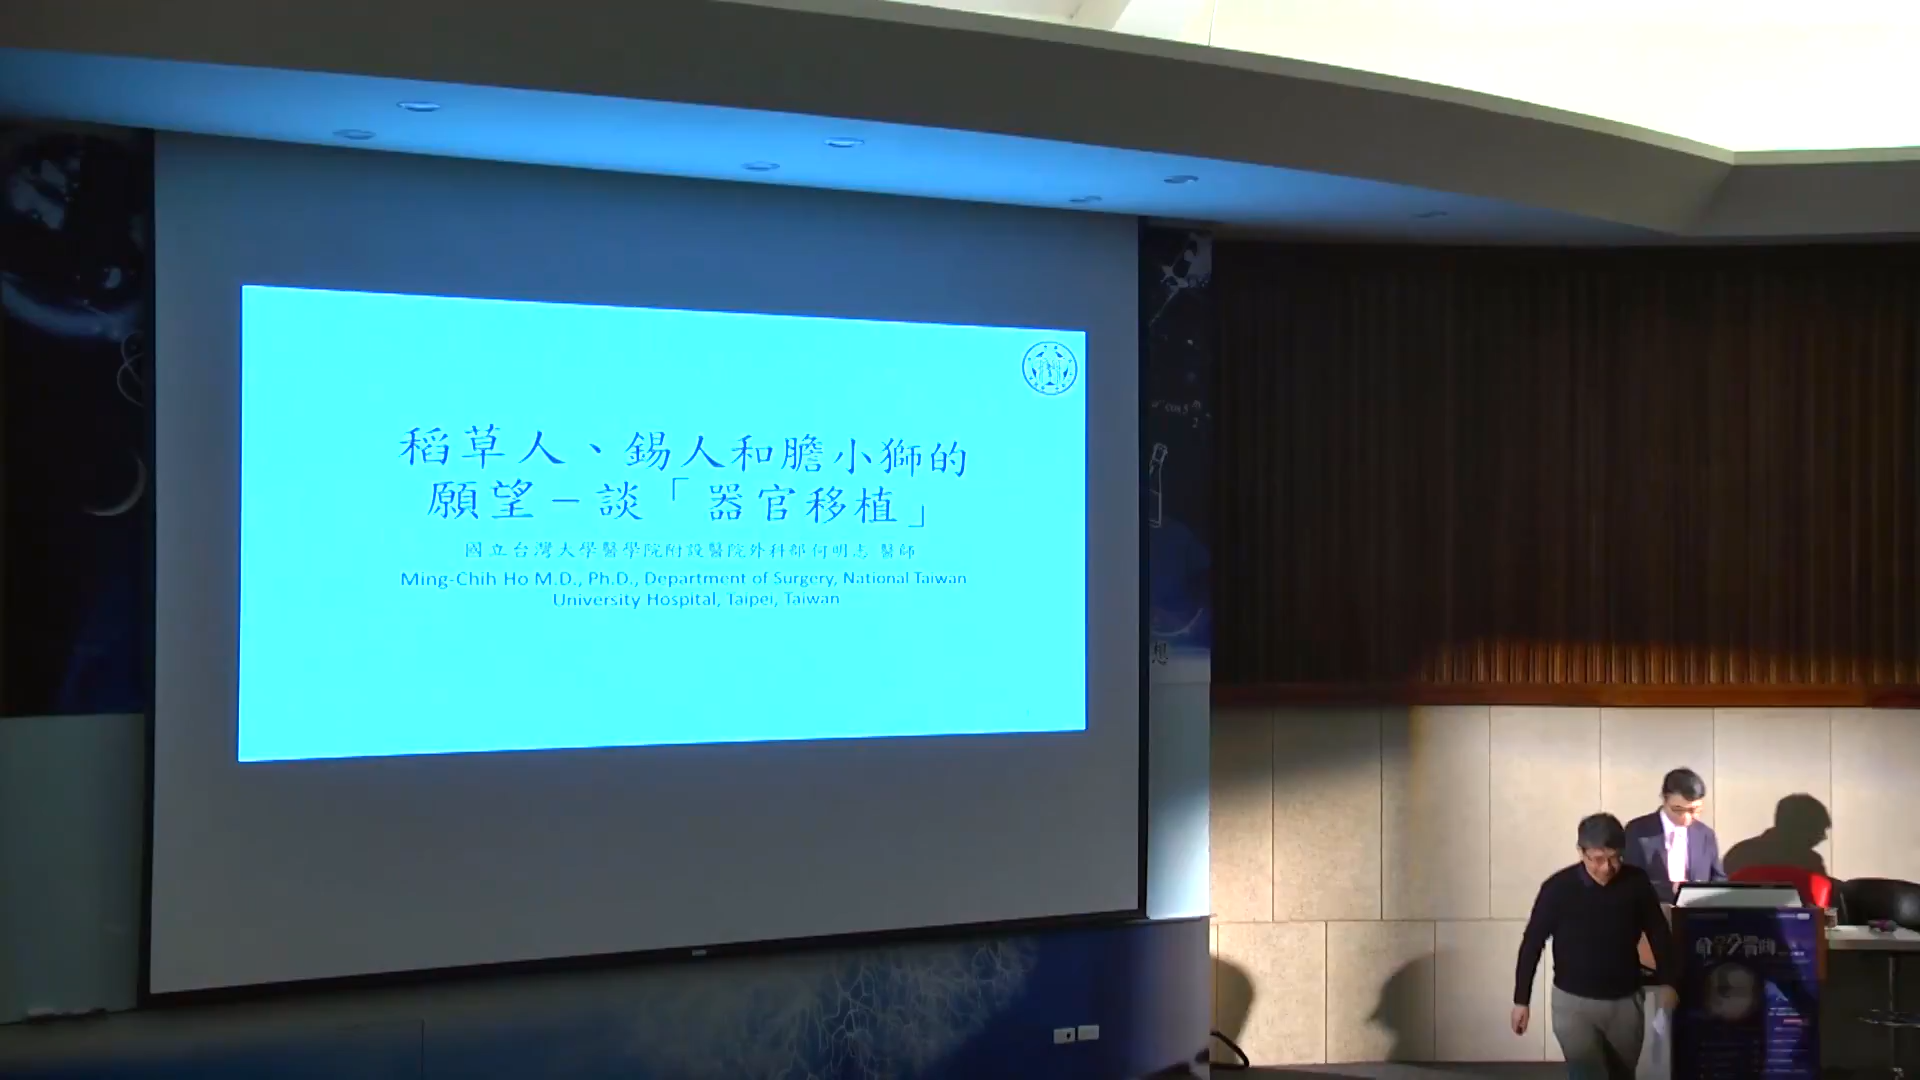 稻草人、錫人和膽小獅的
願望－談「器官移植」
國立台灣大學醫學院附設醫院外科部何明志 醫師
Ming-Chih Ho M.D., Ph.D., Department of Surgery, National Taiwan
University Hospital, Taipei, Taiwan
想